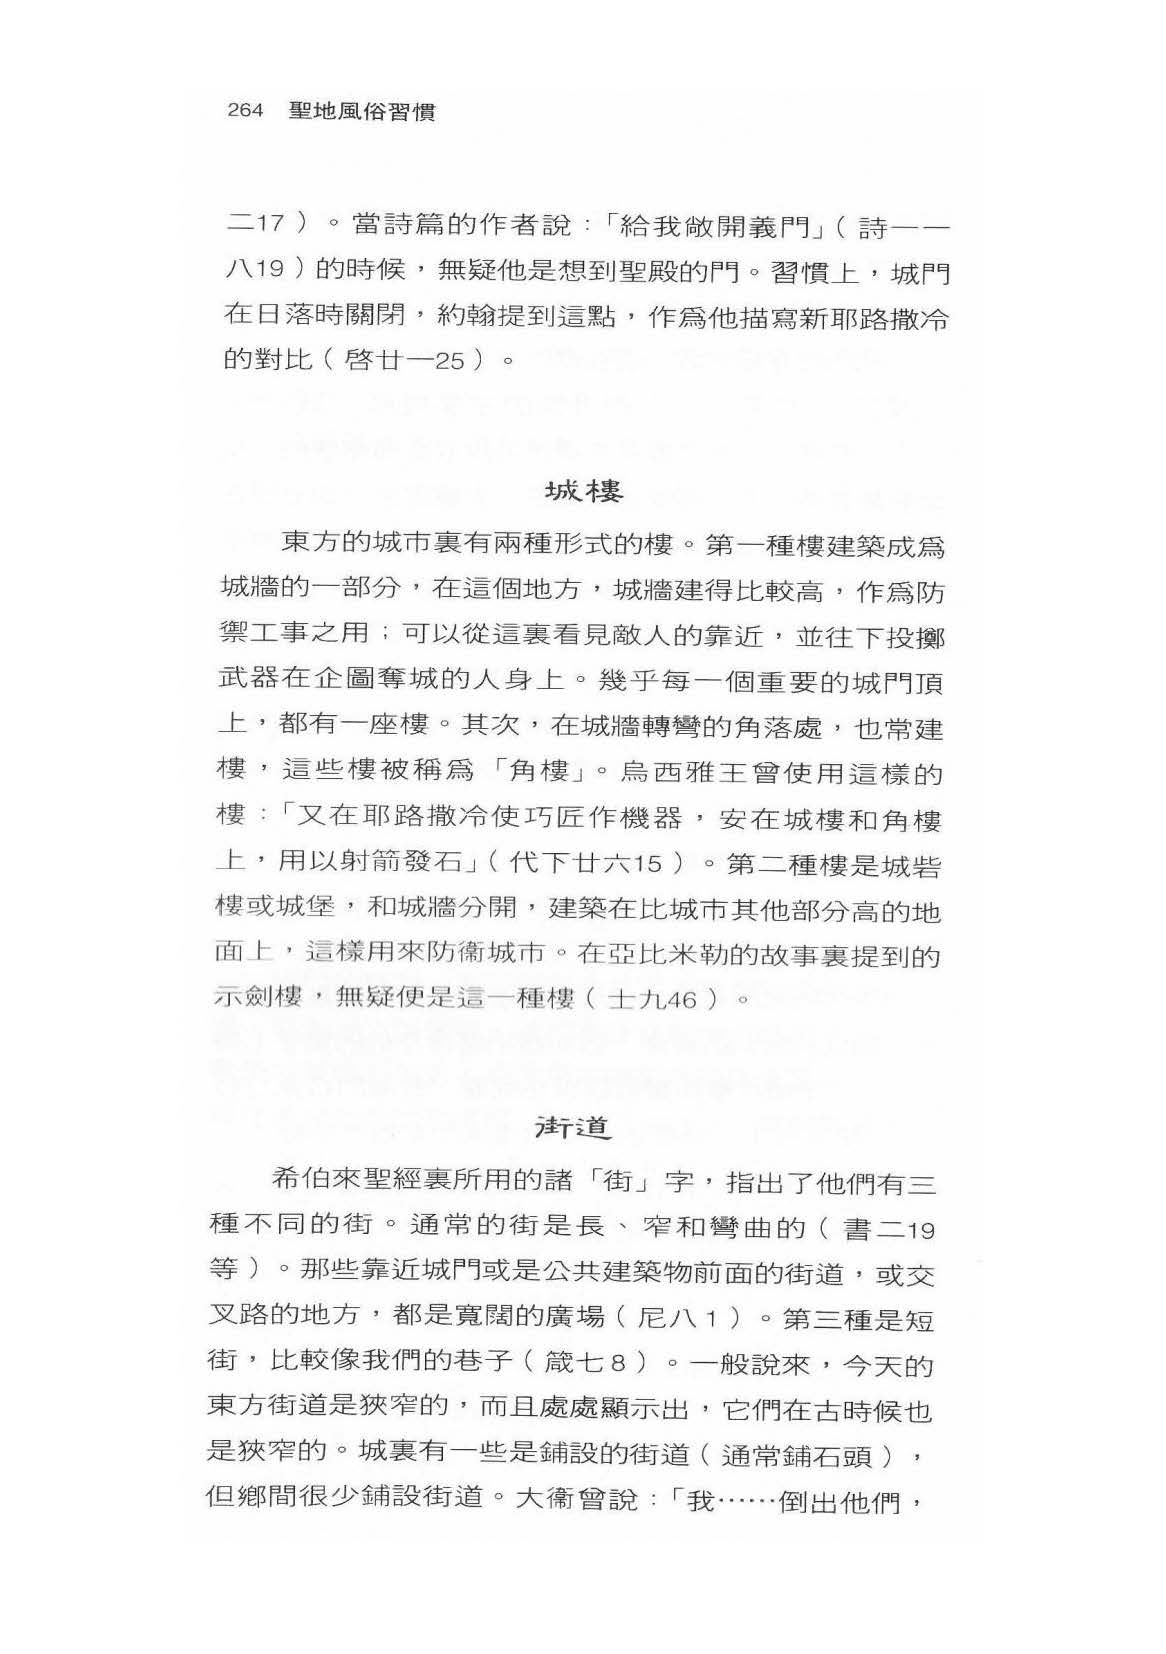 264 聖地風俗習慣
二17）。當詩篇的作者說：「給我敞開義門」（詩一一
八19）的時候，無疑他是想到聖殿的門。習慣上，城門
在日落時關閉，約翰提到這點，作爲他描寫新耶路撒冷
的對比（啓廿一25）。
城樓
東方的城市裏有兩種形式的樓。第一種樓建築成爲
城牆的一部分，在這個地方，城牆建得比較高，作爲防
禦工事之用；可以從這裏看見敵人的靠近，並往下投擲
武器在企圖奪城的人身上。幾乎每一個重要的城門頂
上，都有一座樓。其次，在城牆轉彎的角落處，也常建
樓，這些樓被稱爲「角樓」。烏西雅王曾使用這樣的
樓：「又在耶路撒冷使巧匠作機器，安在城樓和角樓
上，用以射箭發石」（代下廿六15）。第二種樓是城砦
樓或城堡，和城牆分開，建築在比城市其他部分高的地
面上，這樣用來防衞城市。在亞比米勒的故事裏提到的
示劍樓，無疑便是這一種樓（士九46）。
街道
希伯來聖經裏所用的諸「街」字，指出了他們有三
種不同的街。通常的街是長、窄和彎曲的（書二19
等）。那些靠近城門或是公共建築物前面的街道，或交
叉路的地方，都是寬闊的廣場（尼八1）。第三種是短
街，比較像我們的巷子（箴七8）。一般說來，今天的
東方街道是狹窄的，而且處處顯示出，它們在古時候也
是狹窄的。城裏有一些是鋪設的街道（通常鋪石頭），
但鄉間很少鋪設街道。大衞曾說：「我⋯⋯倒出他們，